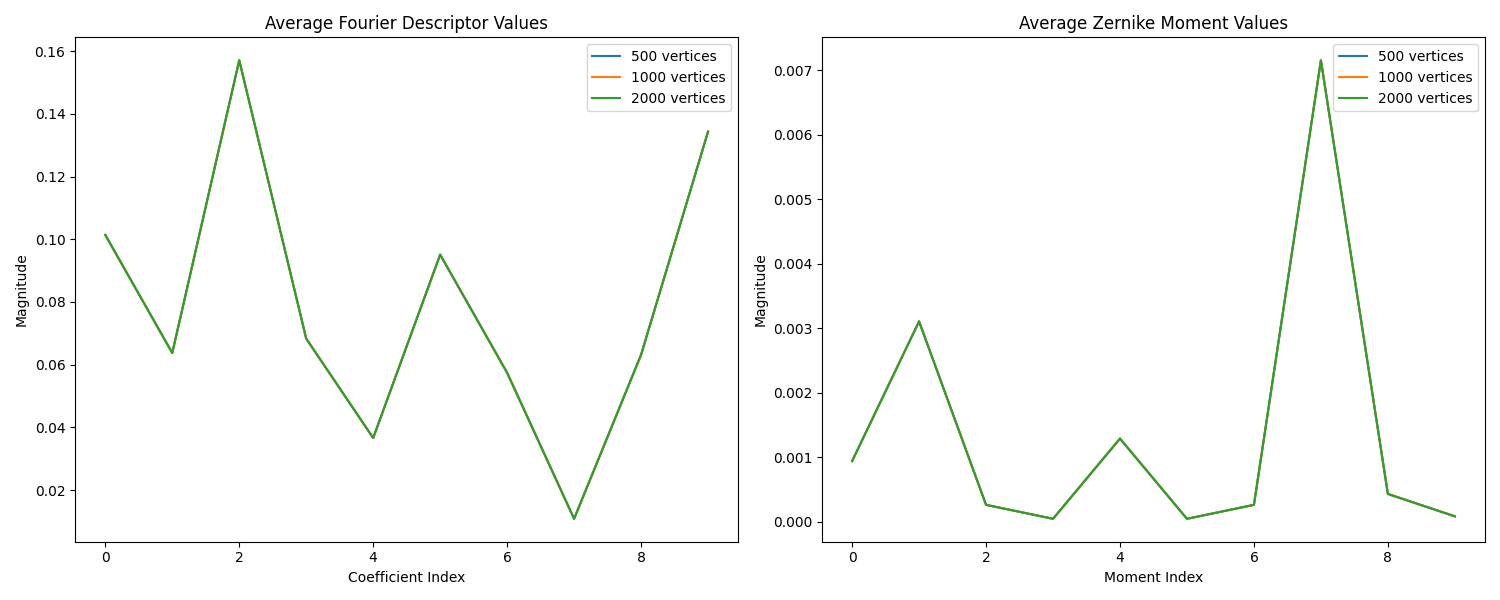 Average Fourier Descriptor Values
0.16
0.14
0.12
0.10
0.08
0.06
0.04
0.02
Magnitude
500 vertices
1000 vertices
2000 vertices
0 2 4 6 8
Coefficient Index
Average Zernike Moment Values
0.007
0.006
0.005
0.004
0.003
0.002
0.001
0.000
Magnitude
500 vertices
1000 vertices
2000 vertices
0 2 4 6 8
Moment Index